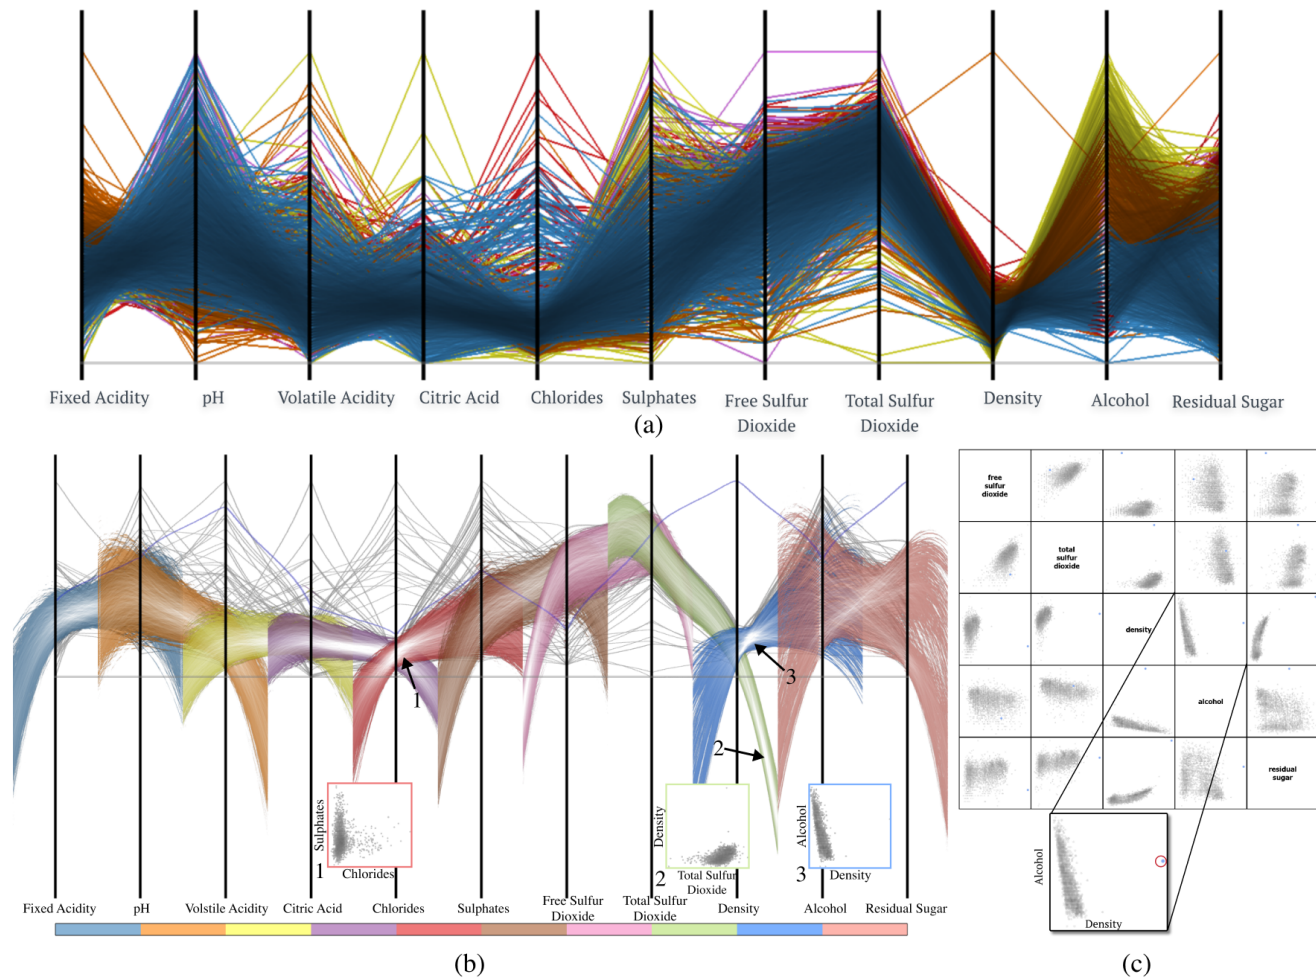 Fixed Acidity pH Volatile Acidity Citric Acid Chlorides Sulphates Free Sulfur Total Sulfur Density Alcohol Residual Sugar
Dioxide Dioxide
(a)
1
2
3
Sulphates
1
Chlorides
Density
2
Total Sulfur
Dioxide
Alcohol
3
Density
Fixed Acidity pH Volstile Acidity Citric Acid Chlorides Sulphates Free Sulfur Total Sulfur Density Alcohol Residual Sugar
Dioxide Dioxide
(b)
free
sulfur
dioxide
total
sulfur
dioxide
density
alcohol
residual
sugar
Alcohol
Density
(c)